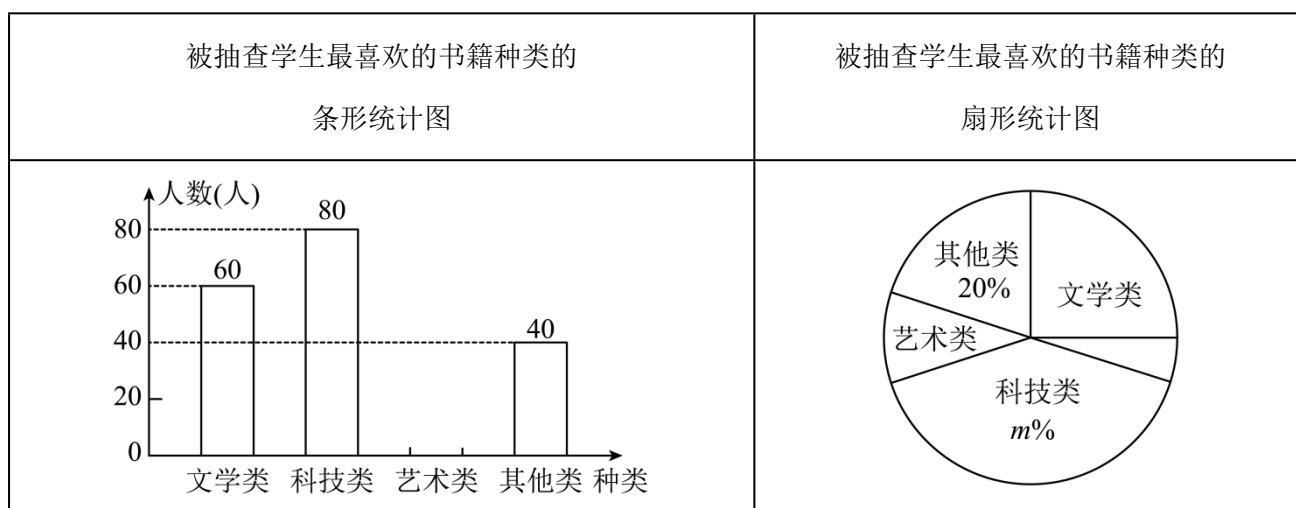 被抽查学生最喜欢的书籍种类的
条形统计图
被抽查学生最喜欢的书籍种类的
扇形统计图
人数(人)
80
60
40
20
0
60
80
40
文学类 科技类 艺术类 其他类 种类
其他类
20%
文学类
艺术类
科技类
m%